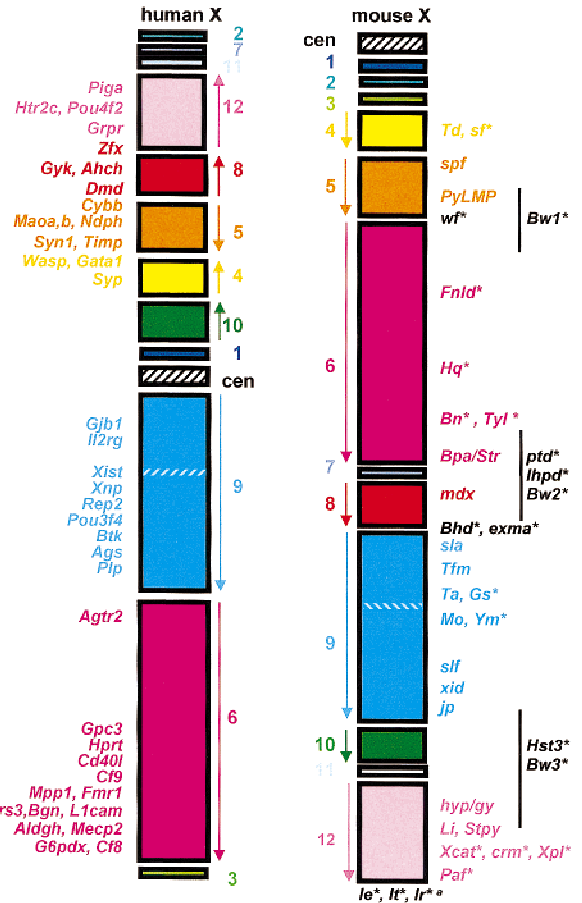 human X
2
7
11
Piga
Htr2c, Pou4f2
12
Grpr
Zfx
Gyk, Ahch
8
Dmd
Cybb
Maoa,b, Ndph
5
Syn1, Timp
Wasp, Gata1
4
Syp
10
1
cen
Gjb1
Il2rg
Xist
9
Xnp
Rep2
Pou3f4
Btk
Ags
Plp
Agtr2
6
Gpc3
Hprt
Cd40l
Cf9
Mpp1, Fmr1
rs3,Bgn, L1cam
Aldgh, Mecp2
G6pdx, Cf8
3
mouse X
cen
1
2
3
4
Td, sf*
spf
5
PyLMP
wf*
Bw1*
Fnld*
6
Hq*
Bn* , Tyl *
Bpa/Str
ptd*
7
lhpd*
mdx
Bw2*
8
Bhd*, exma*
sla
Tfm
Ta, Gs*
Mo, Ym*
9
slf
xid
jp
10
Hst3*
11
Bw3*
hyp/gy
Li, Stpy
12
Xcat*, crm*, Xpl*
Paf*
Ie*, It*, Ir* a